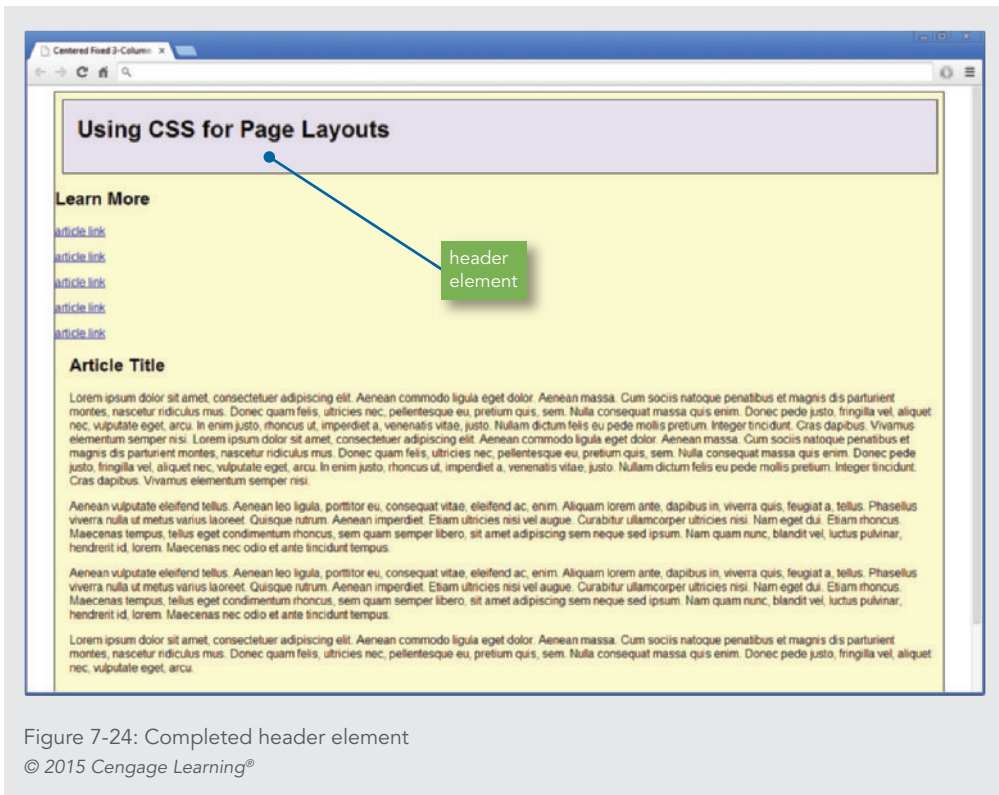 Centered Fixed 3-Column
Using CSS for Page Layouts
Learn More
article link
article link
article link
article link
article link
header
element
Article Title
Lorem ipsum dolor sit amet, consectetuer adipiscing elit. Aenean commodo ligula eget dolor. Aenean massa. Cum sociis natoque penatibus et magnis dis parturient
montes, nascetur ridiculus mus. Donec quam felis, ultricies nec, pellentesque eu, pretium quis, sem. Nulla consequat massa quis enim. Donec pede justo, fringilla vel, aliquet
nec, vulputate eget, arcu. In enim justo, rhoncus ut, imperdiet a, venenatis vitae, justo. Nullam dictum felis eu pede mollis pretium. Integer tincidunt. Cras dapibus. Vivamus
elementum semper nisi. Lorem ipsum dolor sit amet, consectetuer adipiscing elit. Aenean commodo ligula eget dolor. Aenean massa. Cum sociis natoque penatibus et
magnis dis parturient montes, nascetur ridiculus mus. Donec quam felis, ultricies nec, pellentesque eu, pretium quis, sem. Nulla consequat massa quis enim. Donec pede
justo, fringilla vel, aliquet nec, vulputate eget, arcu. In enim justo, rhoncus ut, imperdiet a, venenatis vitae, justo. Nullam dictum felis eu pede mollis pretium. Integer tincidunt.
Cras dapibus. Vivamus elementum semper nisi.
Aenean vulputate eleifend tellus. Aenean leo ligula, porttitor eu, consequat vitae, eleifend ac, enim. Aliquam lorem ante, dapibus in, viverra quis, feugiat a, tellus. Phasellus
viverra nulla ut metus varius laoreet. Quisque rutrum. Aenean imperdiet. Etiam ultricies nisi vel augue. Curabitur ullamcorper ultricies nisi. Nam eget dui. Etiam rhoncus.
Maecenas tempus, tellus eget condimentum rhoncus, sem quam semper libero, sit amet adipiscing sem neque sed ipsum. Nam quam nunc, blandit vel, luctus pulvinar,
hendrerit id, lorem. Maecenas nec odio et ante tincidunt tempus.
Aenean vulputate eleifend tellus. Aenean leo ligula, porttitor eu, consequat vitae, eleifend ac, enim. Aliquam lorem ante, dapibus in, viverra quis, feugiat a, tellus. Phasellus
viverra nulla ut metus varius laoreet. Quisque rutrum. Aenean imperdiet. Etiam ultricies nisi vel augue. Curabitur ullamcorper ultricies nisi. Nam eget dui. Etiam rhoncus.
Maecenas tempus, tellus eget condimentum rhoncus, sem quam semper libero, sit amet adipiscing sem neque sed ipsum. Nam quam nunc, blandit vel, luctus pulvinar,
hendrerit id, lorem. Maecenas nec odio et ante tincidunt tempus.
Lorem ipsum dolor sit amet, consectetuer adipiscing elit. Aenean commodo ligula eget dolor. Aenean massa. Cum sociis natoque penatibus et magnis dis parturient
montes, nascetur ridiculus mus. Donec quam felis, ultricies nec, pellentesque eu, pretium quis, sem. Nulla consequat massa quis enim. Donec pede justo, fringilla vel, aliquet
nec, vulputate eget, arcu.
Figure 7-24: Completed header element
© 2015 Cengage Learning®